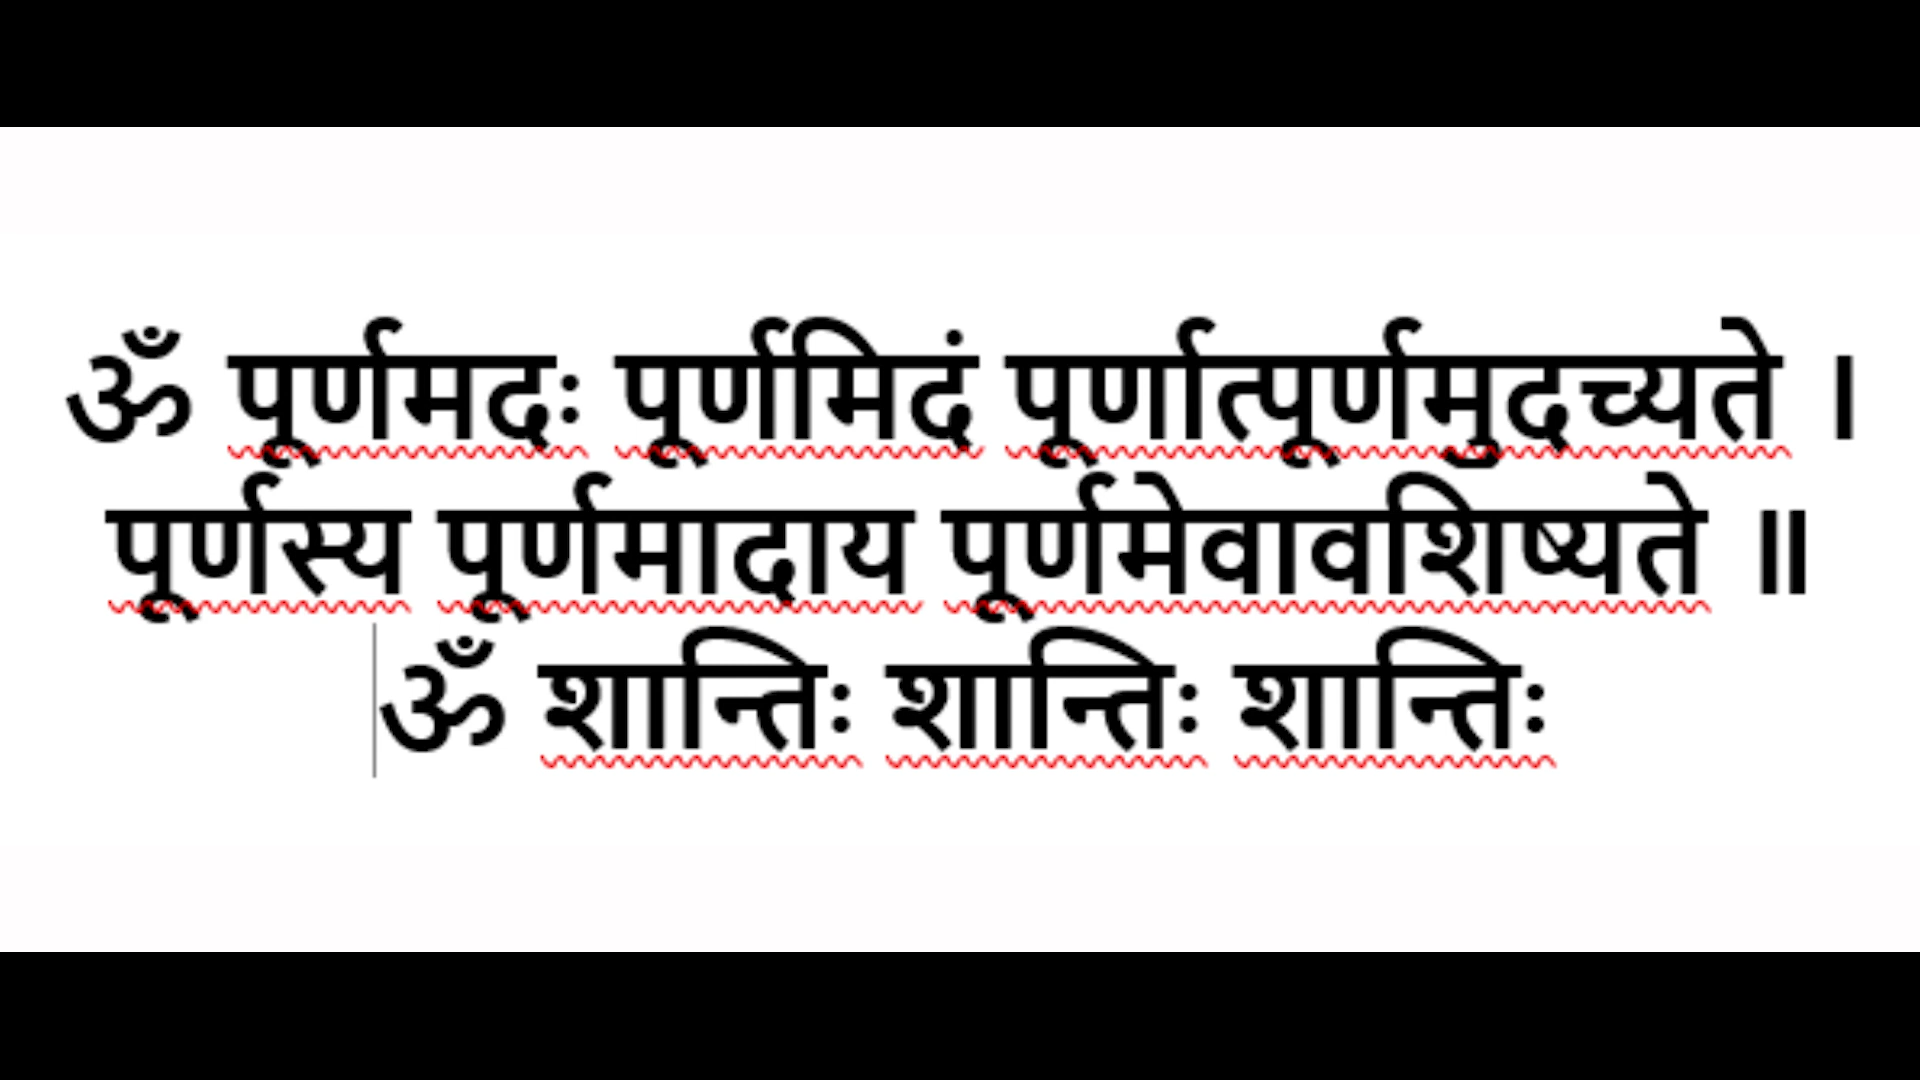 ॐ पूर्णमदः पूर्णमिदं पूर्णात्पूर्णमुदच्यते ।
पूर्णस्य पूर्णमादाय पूर्णमेवावशिष्यते ॥
ॐ शान्तिः शान्तिः शान्तिः